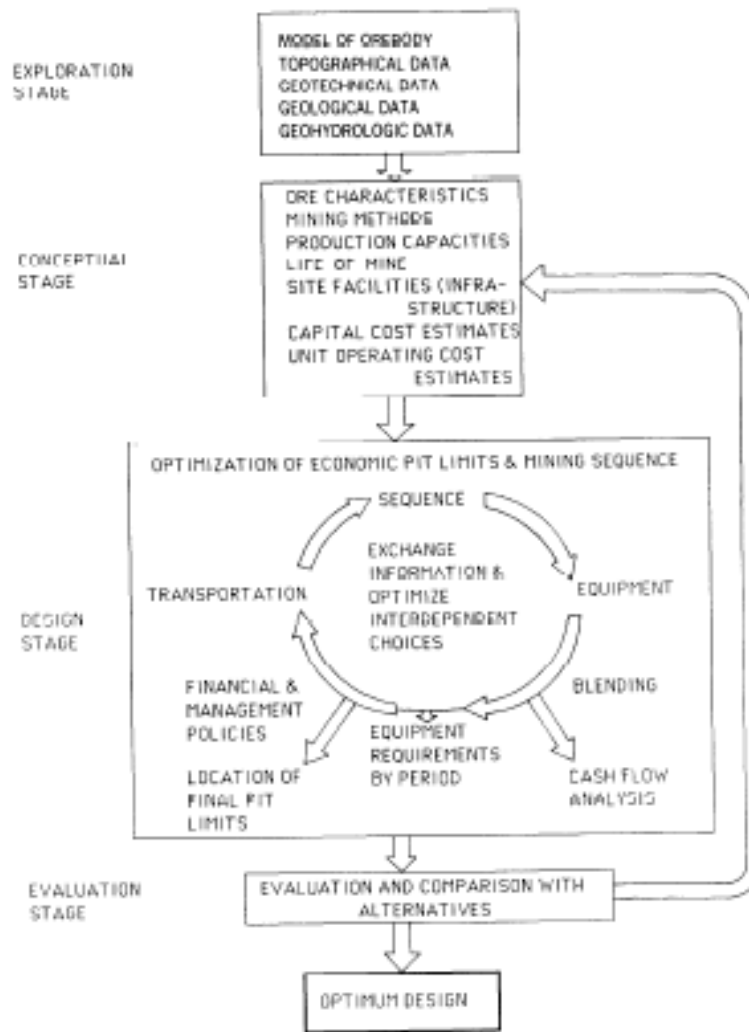 EXPLORATION
STAGE
MODEL OF OREBODY
TOPOGRAPHICAL DATA
GEOTECHNICAL DATA
GEOLOGICAL DATA
GEOHYDROLOGIC DATA
CONCEPTUAL
STAGE
ORE CHARACTERISTICS
MINING METHODS
PRODUCTION CAPACITIES
LIFE OF MINE
SITE FACILITIES (INFRA-
STRUCTURE)
CAPITAL COST ESTIMATES
UNIT OPERATING COST
ESTIMATES
DESIGN
STAGE
OPTIMIZATION OF ECONOMIC PIT LIMITS & MINING SEQUENCE
SEQUENCE
EXCHANGE
INFORMATION &
OPTIMIZE
INTERDEPENDENT
CHOICES
TRANSPORTATION
EQUIPMENT
FINANCIAL &
MANAGEMENT
POLICIES
BLENDING
EQUIPMENT
REQUIREMENTS
BY PERIOD
LOCATION OF
FINAL PIT
LIMITS
CASH FLOW
ANALYSIS
EVALUATION
STAGE
EVALUATION AND COMPARISON WITH
ALTERNATIVES
OPTIMUM DESIGN